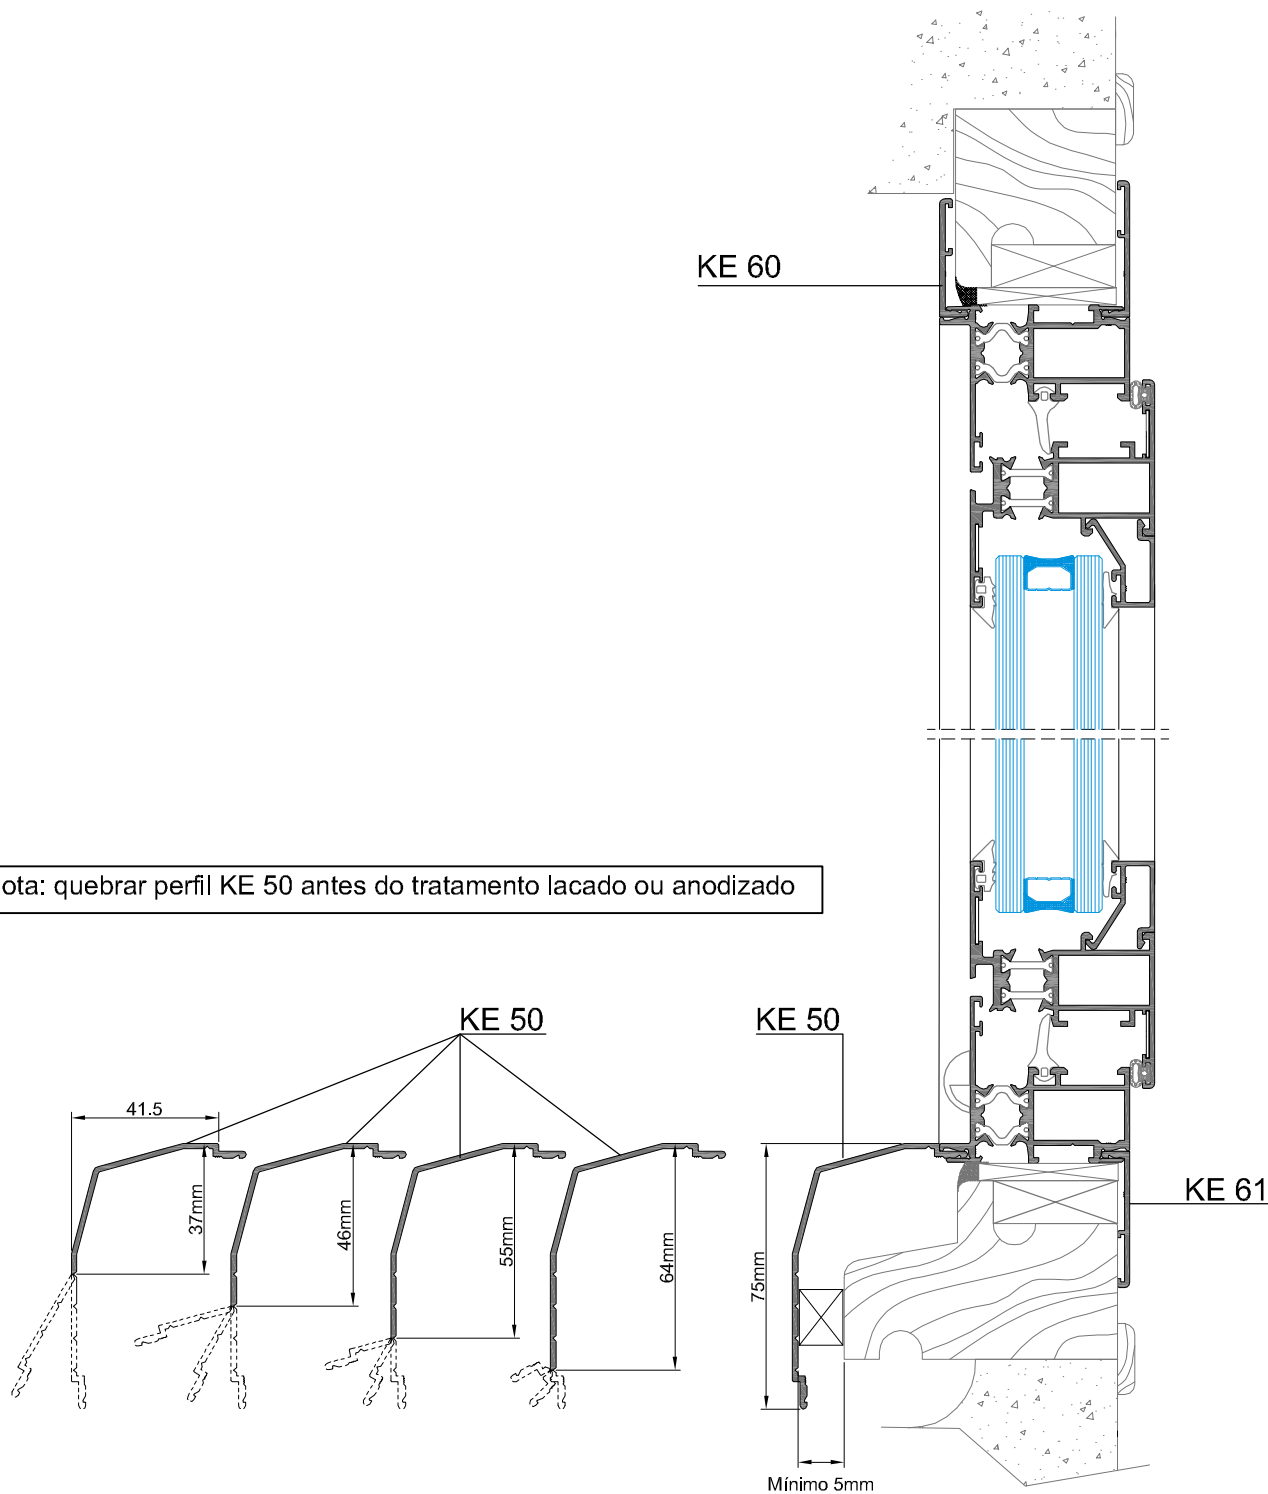 KE 60
ota: quebrar perfil KE 50 antes do tratamento lacado ou anodizado
KE 50
KE 50
41.5
37mm
46mm
55mm
64mm
75mm
KE 61
Mínimo 5mm